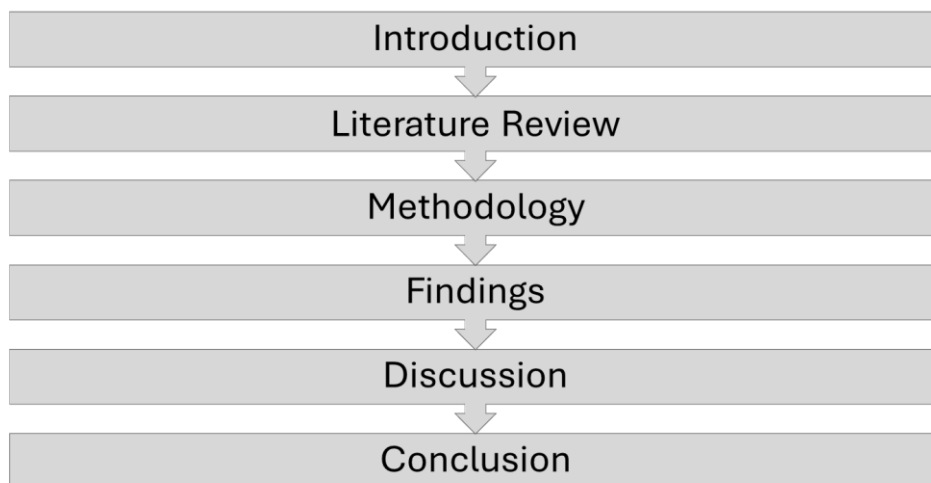 Introduction
Literature Review
Methodology
Findings
Discussion
Conclusion